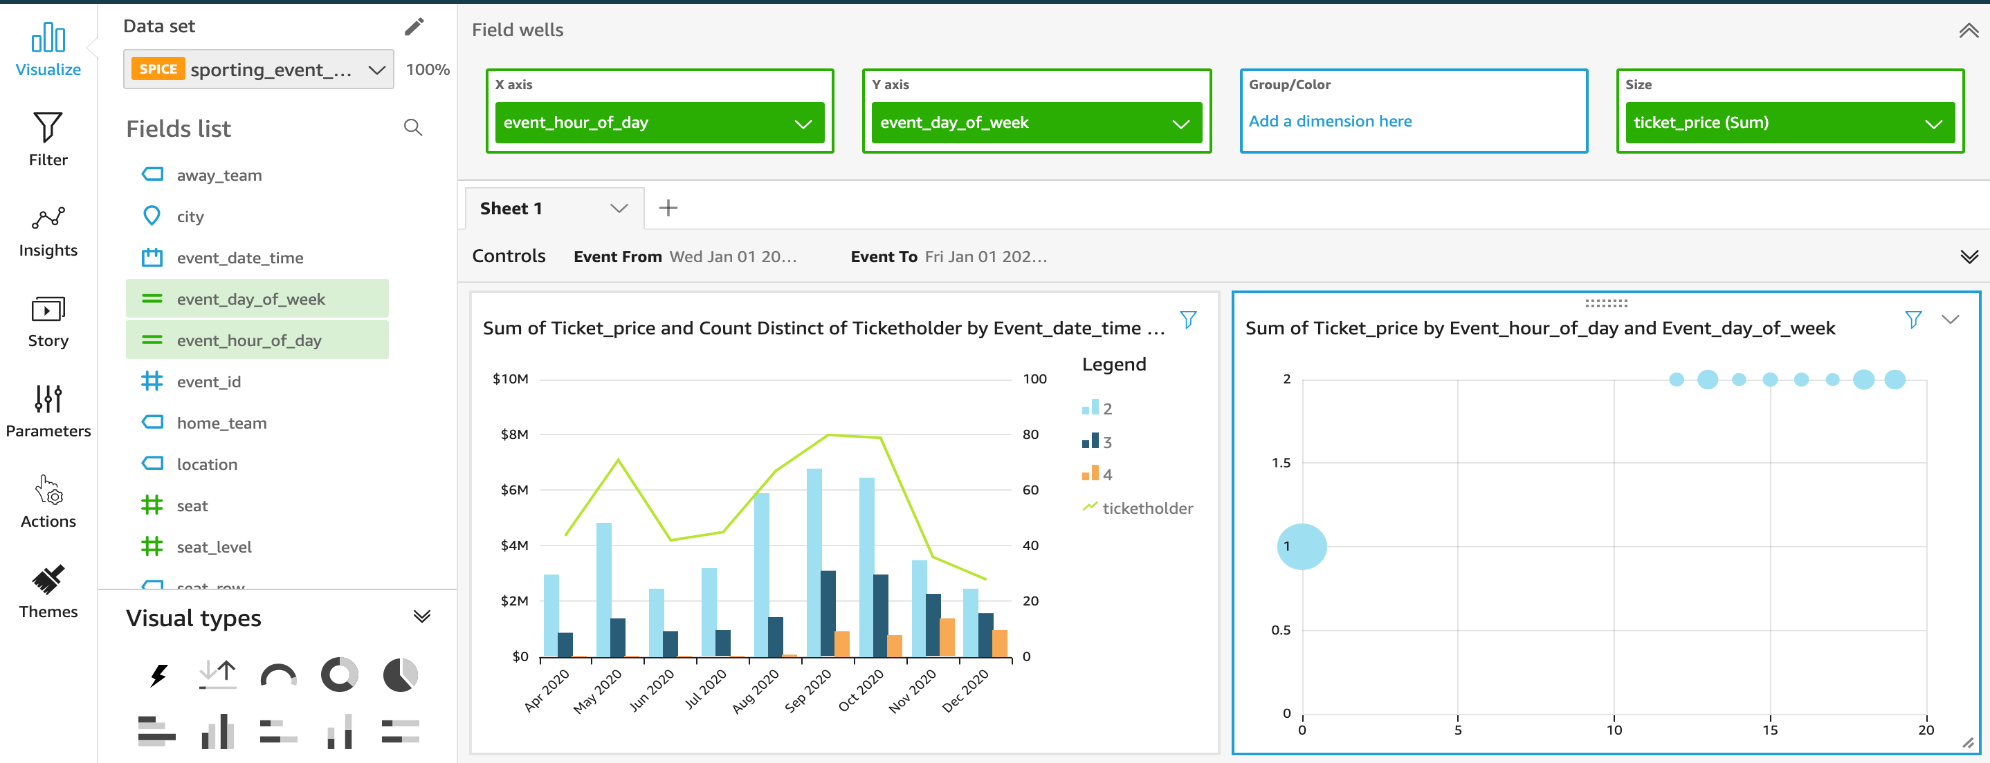 Visualize
Filter
Insights
Story
Parameters
Actions
Themes
Data set
SPICE sporting_event_... 100%
Fields list
away_team
city
event_date_time
event_day_of_week
event_hour_of_day
event_id
home_team
location
seat
seat_level
seat_row
Visual types
Field wells
X axis
event_hour_of_day
Y axis
event_day_of_week
Group/Color
Add a dimension here
Size
ticket_price (Sum)
Sheet 1
Controls Event From Wed Jan 01 20... Event To Fri Jan 01 202...
Sum of Ticket_price and Count Distinct of Ticketholder by Event_date_time ...
Legend
2
3
4
ticketholder
$10M
$8M
$6M
$4M
$2M
$0
100
80
60
40
20
0
Apr 2020
May 2020
Jun 2020
Jul 2020
Aug 2020
Sep 2020
Oct 2020
Nov 2020
Dec 2020
Sum of Ticket_price by Event_hour_of_day and Event_day_of_week
2
1.5
1
0.5
0
0 5 10 15 20